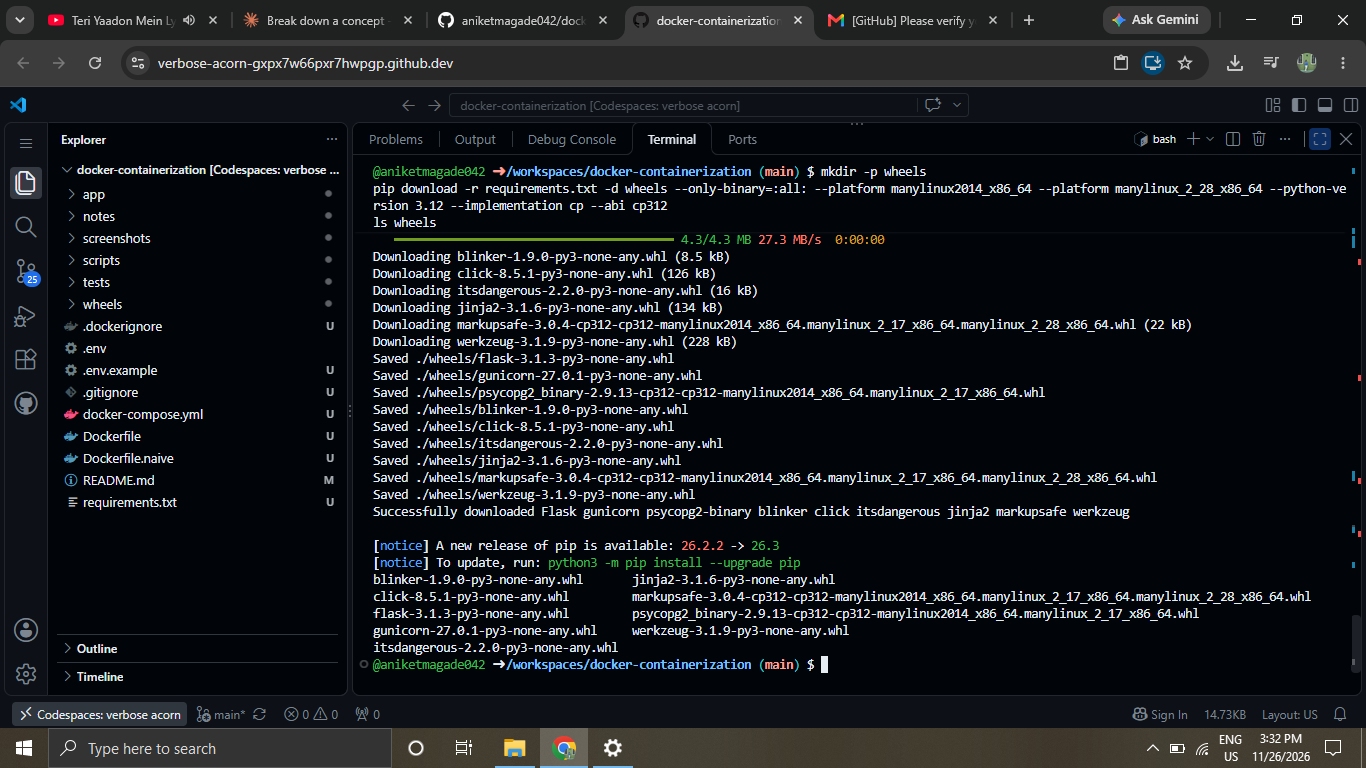 Teri Yaadon Mein Ly
Break down a concept
aniketmagade042/dock
docker-containerization
[GitHub] Please verify y
Ask Gemini
verbose-acorn-gxpx7w66pxr7hwpgp.github.dev
docker-containerization [Codespaces: verbose acorn]
Explorer
docker-containerization [Codespaces: verbose ...
app
notes
screenshots
scripts
tests
wheels
.dockerignore U
.env
.env.example U
.gitignore U
docker-compose.yml U
Dockerfile U
Dockerfile.naive U
README.md M
requirements.txt U
25
Outline
Timeline
Problems Output Debug Console Terminal Ports
bash
@aniketmagade042 ➜/workspaces/docker-containerization (main) $ mkdir -p wheels
pip download -r requirements.txt -d wheels --only-binary=:all: --platform manylinux2014_x86_64 --platform manylinux_2_28_x86_64 --python-ve
rsion 3.12 --implementation cp --abi cp312
ls wheels
4.3/4.3 MB 27.3 MB/s 0:00:00
Downloading blinker-1.9.0-py3-none-any.whl (8.5 kB)
Downloading click-8.5.1-py3-none-any.whl (126 kB)
Downloading itsdangerous-2.2.0-py3-none-any.whl (16 kB)
Downloading jinja2-3.1.6-py3-none-any.whl (134 kB)
Downloading markupsafe-3.0.4-cp312-cp312-manylinux2014_x86_64.manylinux_2_17_x86_64.manylinux_2_28_x86_64.whl (22 kB)
Downloading werkzeug-3.1.9-py3-none-any.whl (228 kB)
Saved ./wheels/flask-3.1.3-py3-none-any.whl
Saved ./wheels/gunicorn-27.0.1-py3-none-any.whl
Saved ./wheels/psycopg2_binary-2.9.13-cp312-cp312-manylinux2014_x86_64.manylinux_2_17_x86_64.whl
Saved ./wheels/blinker-1.9.0-py3-none-any.whl
Saved ./wheels/click-8.5.1-py3-none-any.whl
Saved ./wheels/itsdangerous-2.2.0-py3-none-any.whl
Saved ./wheels/jinja2-3.1.6-py3-none-any.whl
Saved ./wheels/markupsafe-3.0.4-cp312-cp312-manylinux2014_x86_64.manylinux_2_17_x86_64.manylinux_2_28_x86_64.whl
Saved ./wheels/werkzeug-3.1.9-py3-none-any.whl
Successfully downloaded Flask gunicorn psycopg2-binary blinker click itsdangerous jinja2 markupsafe werkzeug
[notice] A new release of pip is available: 26.2.2 -> 26.3
[notice] To update, run: python3 -m pip install --upgrade pip
blinker-1.9.0-py3-none-any.whl jinja2-3.1.6-py3-none-any.whl
click-8.5.1-py3-none-any.whl markupsafe-3.0.4-cp312-cp312-manylinux2014_x86_64.manylinux_2_17_x86_64.manylinux_2_28_x86_64.whl
flask-3.1.3-py3-none-any.whl psycopg2_binary-2.9.13-cp312-cp312-manylinux2014_x86_64.manylinux_2_17_x86_64.whl
gunicorn-27.0.1-py3-none-any.whl werkzeug-3.1.9-py3-none-any.whl
itsdangerous-2.2.0-py3-none-any.whl
@aniketmagade042 ➜/workspaces/docker-containerization (main) $
Codespaces: verbose acorn main* 0 0 0 Sign In 14.73KB Layout: US
Type here to search
ENG
US
3:32 PM
11/26/2026